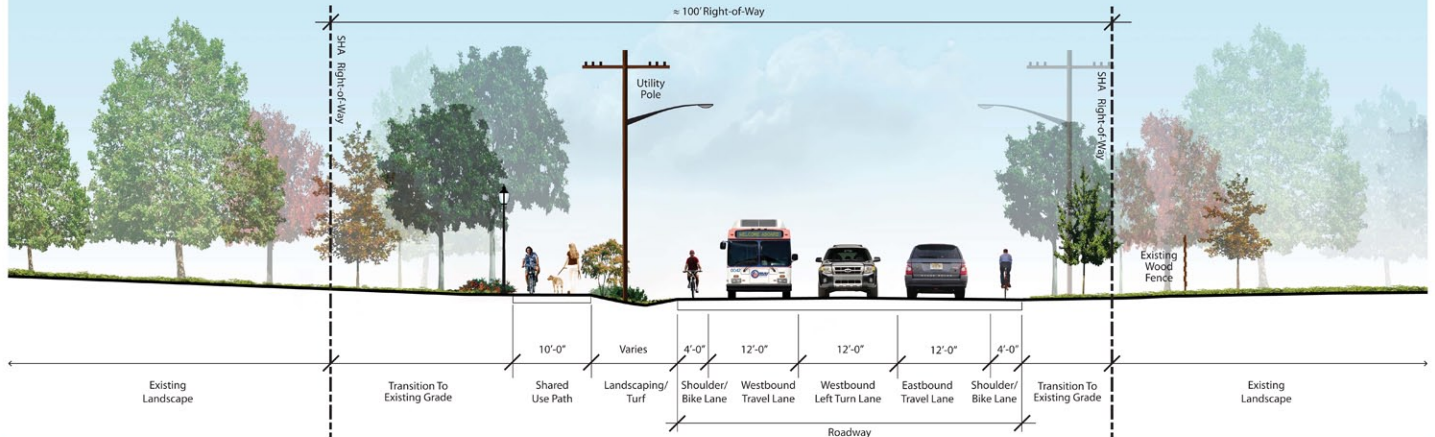 ≈ 100' Right-of-Way
SHA Right-of-Way
Utility
Pole
SHA Right-of-Way
Existing
Wood
Fence
10'-0"
Varies
4'-0"
12'-0"
12'-0"
12'-0"
4'-0"
Existing
Landscape
Transition To
Existing Grade
Shared
Use Path
Landscaping/
Turf
Shoulder/
Bike Lane
Westbound
Travel Lane
Westbound
Left Turn Lane
Eastbound
Travel Lane
Shoulder/
Bike Lane
Transition To
Existing Grade
Existing
Landscape
Roadway